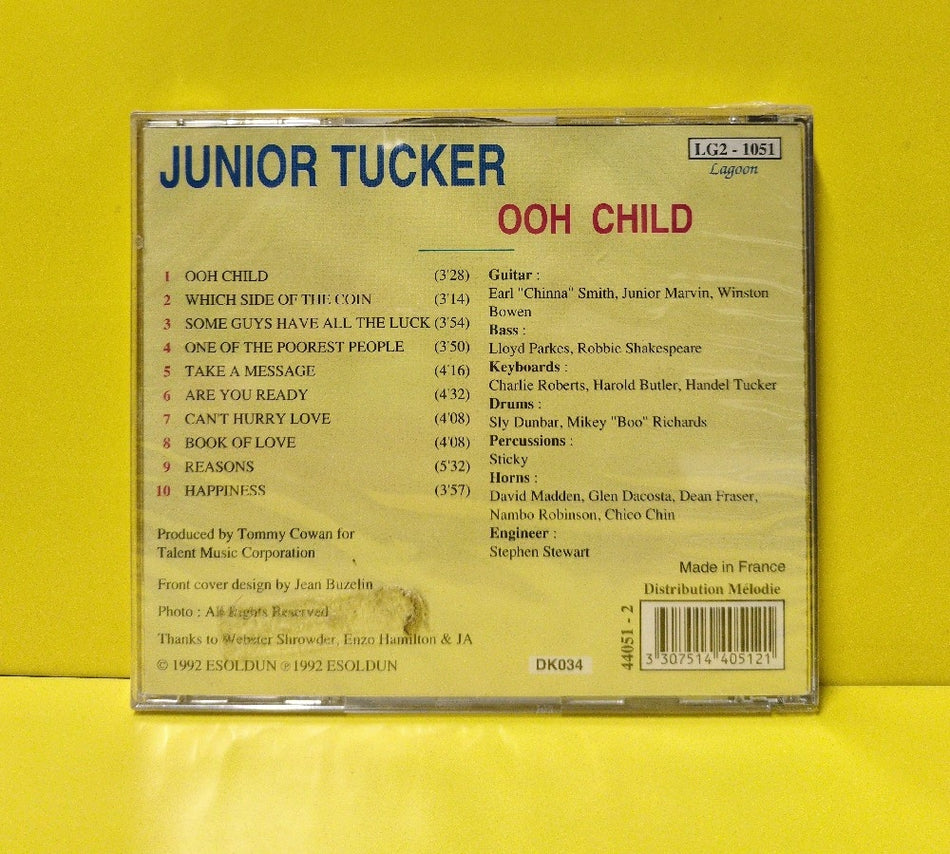 JUNIOR TUCKER
LG2 - 1051
Lagoon
OOH CHILD
1 OOH CHILD (3'28)
2 WHICH SIDE OF THE COIN (3'14)
3 SOME GUYS HAVE ALL THE LUCK (3'54)
4 ONE OF THE POOREST PEOPLE (3'50)
5 TAKE A MESSAGE (4'16)
6 ARE YOU READY (4'32)
7 CAN'T HURRY LOVE (4'08)
8 BOOK OF LOVE (4'08)
9 REASONS (5'32)
10 HAPPINESS (3'57)
Produced by Tommy Cowan for
Talent Music Corporation
Front cover design by Jean Buzelin
Photo : All Rights Reserved
Thanks to Webster Shrowder, Enzo Hamilton & JA
© 1992 ESOLDUN ℗ 1992 ESOLDUN
Guitar :
Earl "Chinna" Smith, Junior Marvin, Winston
Bowen
Bass :
Lloyd Parkes, Robbie Shakespeare
Keyboards :
Charlie Roberts, Harold Butler, Handel Tucker
Drums :
Sly Dunbar, Mikey "Boo" Richards
Percussions :
Sticky
Horns :
David Madden, Glen Dacosta, Dean Fraser,
Nambo Robinson, Chico Chin
Engineer :
Stephen Stewart
Made in France
Distribution Mélodie
DK034
44051 - 2
3 307514 405121